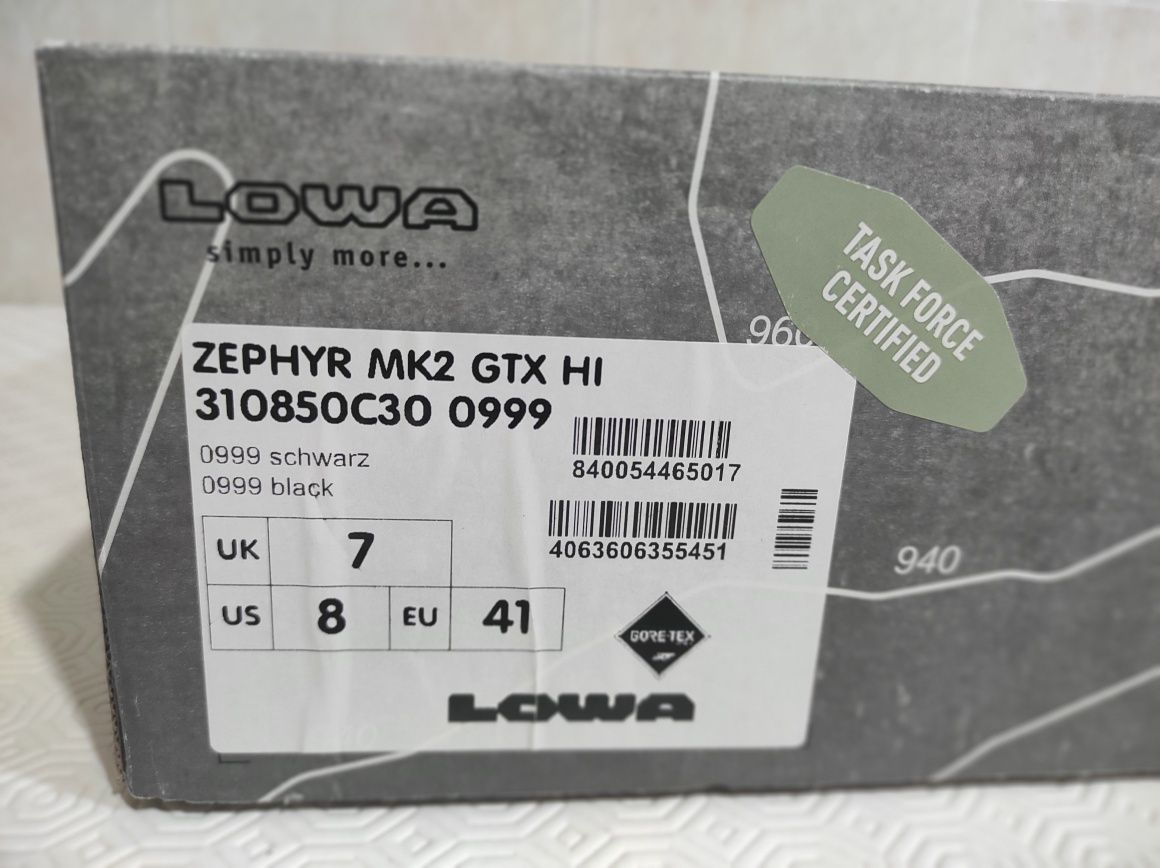 LOWA
simply more...
TASK FORCE
CERTIFIED
960
ZEPHYR MK2 GTX HI
310850C30 0999
0999 schwarz
0999 black
840054465017
4063606355451
UK 7
US 8 EU 41
940
GORE-TEX
LOWA